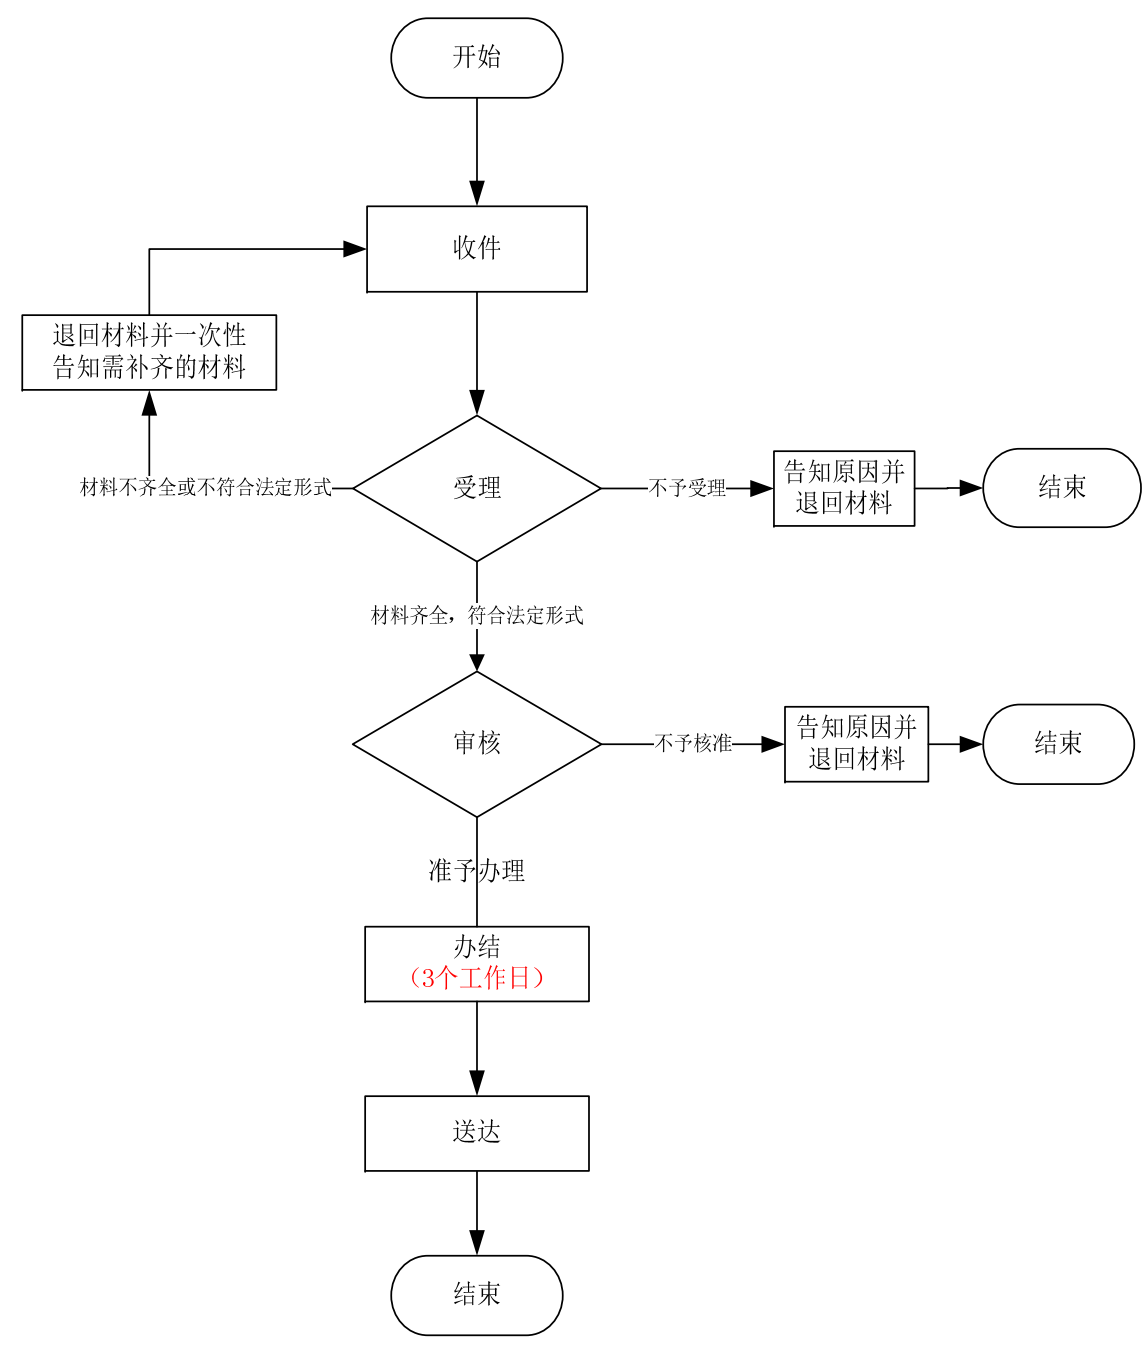 开始
收件
退回材料并一次性
告知需补齐的材料
材料不齐全或不符合法定形式
受理
不予受理
告知原因并
退回材料
结束
材料齐全，符合法定形式
审核
不予核准
告知原因并
退回材料
结束
准予办理
办结
（3个工作日）
送达
结束